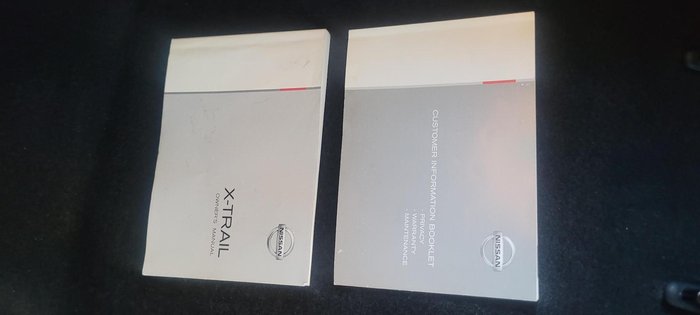 X-TRAIL
OWNER'S MANUAL
NISSAN
CUSTOMER INFORMATION BOOKLET
- PRIVACY
- WARRANTY
- MAINTENANCE
NISSAN